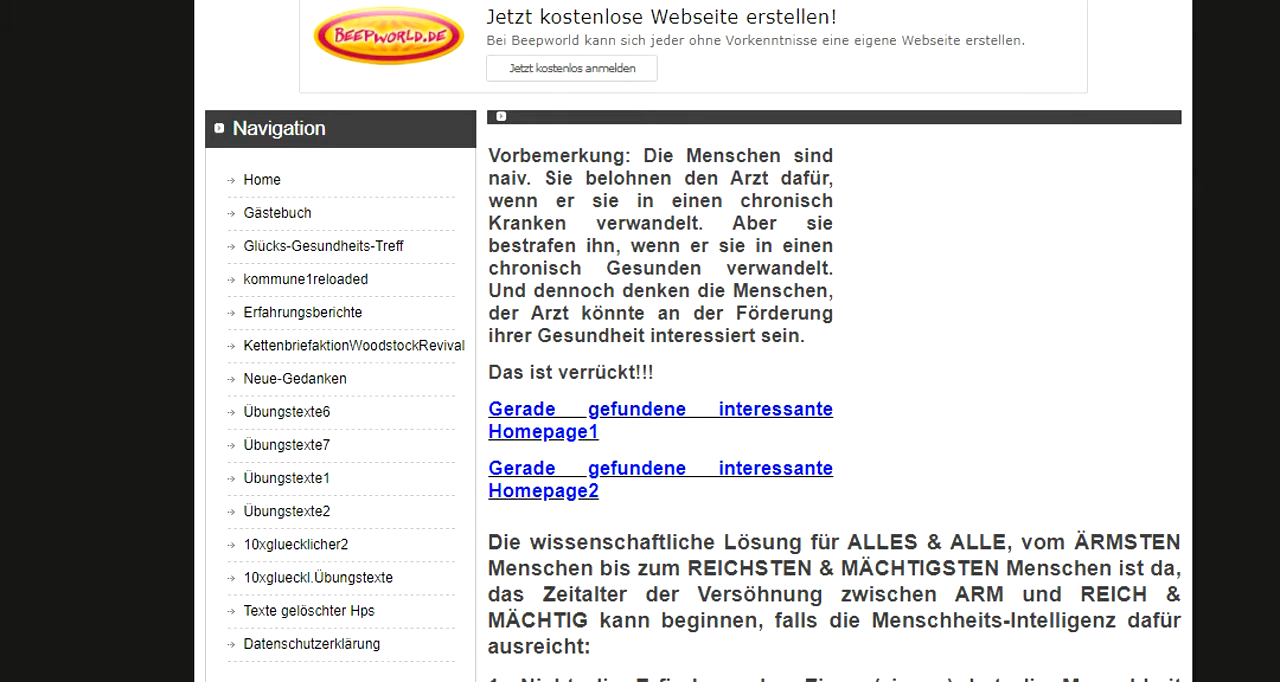 BEEPWORLD.DE
Jetzt kostenlose Webseite erstellen!
Bei Beepworld kann sich jeder ohne Vorkenntnisse eine eigene Webseite erstellen.
Jetzt kostenlos anmelden
Navigation
Home
Gästebuch
Glücks-Gesundheits-Treff
kommune1reloaded
Erfahrungsberichte
KettenbriefaktionWoodstockRevival
Neue-Gedanken
Übungstexte6
Übungstexte7
Übungstexte1
Übungstexte2
10xgluecklicher2
10xglueckl.Übungstexte
Texte gelöschter Hps
Datenschutzerklärung
Vorbemerkung: Die Menschen sind
naiv. Sie belohnen den Arzt dafür,
wenn er sie in einen chronisch
Kranken verwandelt. Aber sie
bestrafen ihn, wenn er sie in einen
chronisch Gesunden verwandelt.
Und dennoch denken die Menschen,
der Arzt könnte an der Förderung
ihrer Gesundheit interessiert sein.
Das ist verrückt!!!
Gerade gefundene interessante
Homepage1
Gerade gefundene interessante
Homepage2
Die wissenschaftliche Lösung für ALLES & ALLE, vom ÄRMSTEN
Menschen bis zum REICHSTEN & MÄCHTIGSTEN Menschen ist da,
das Zeitalter der Versöhnung zwischen ARM und REICH &
MÄCHTIG kann beginnen, falls die Menschheits-Intelligenz dafür
ausreicht: